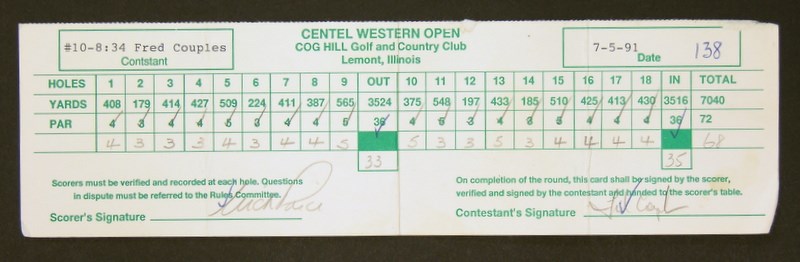 CENTEL WESTERN OPEN
#10-8:34 Fred Couples
COG HILL Golf and Country Club
7-5-91
138
Contstant
Lemont, Illinois
Date
HOLES 1 2 3 4 5 6 7 8 9 OUT 10 11 12 13 14 15 16 17 18 IN TOTAL
YARDS 408 179 414 427 509 224 411 387 565 3524 375 548 197 433 185 510 425 413 430 3516 7040
PAR 4 3 4 4 5 3 4 4 5 36 4 5 3 4 3 5 4 4 4 36 72
4 3 3 3 4 3 4 4 5 5 3 3 5 3 4 4 4 4 68
33 35
Scorers must be verified and recorded at each hole. Questions
in dispute must be referred to the Rules Committee.
On completion of the round, this card shall be signed by the scorer,
verified and signed by the contestant and handed to the scorer's table.
Scorer's Signature
Contestant's Signature